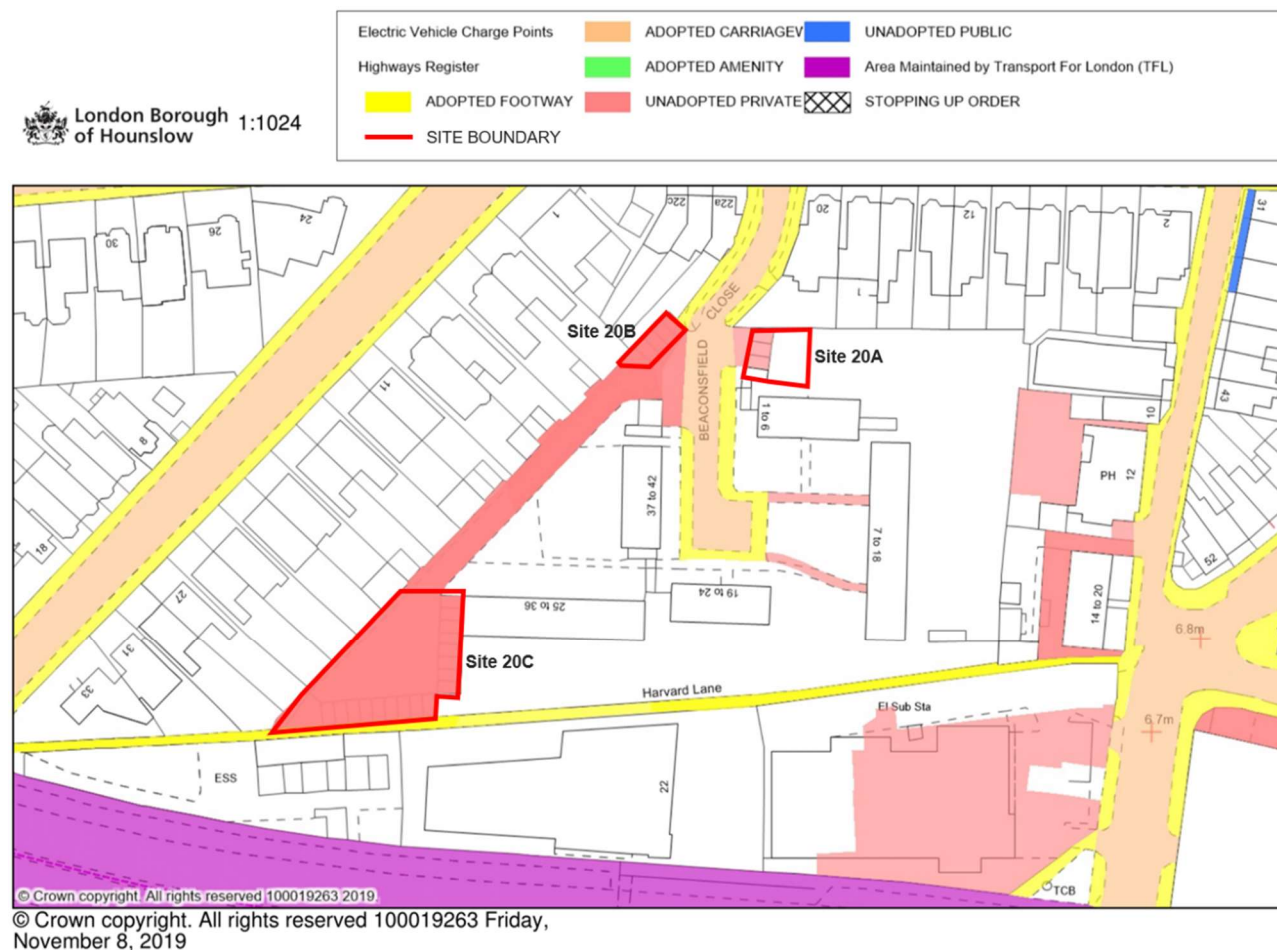 Electric Vehicle Charge Points
ADOPTED CARRIAGEV
UNADOPTED PUBLIC
Highways Register
ADOPTED AMENITY
Area Maintained by Transport For London (TFL)
ADOPTED FOOTWAY
UNADOPTED PRIVATE
STOPPING UP ORDER
SITE BOUNDARY
London Borough
of Hounslow
1:1024
30
26
24
1
22c
22a
20
12
2
31
1
BEACONSFIELD CLOSE
Site 20B
Site 20A
11
8
1 to 6
10
43
PH
12
37 to 42
18
7 to 18
52
27
25 to 36
19 to 24
14 to 20
6.8m
31
33
Site 20C
Harvard Lane
El Sub Sta
6.7m
ESS
22
TCB
© Crown copyright. All rights reserved 100019263 2019.
© Crown copyright. All rights reserved 100019263 Friday,
November 8, 2019